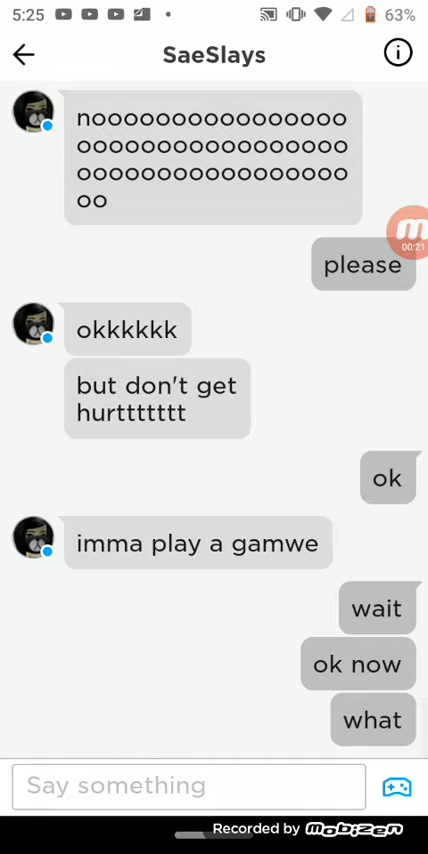 5:25
63%
SaeSlays
nooooooooooooooooo
ooooooooooooooooo
ooooooooooooooooo
oo
00:21
please
okkkkkk
but don't get
hurttttttt
ok
imma play a gamwe
wait
ok now
what
Say something
Recorded by mobizen